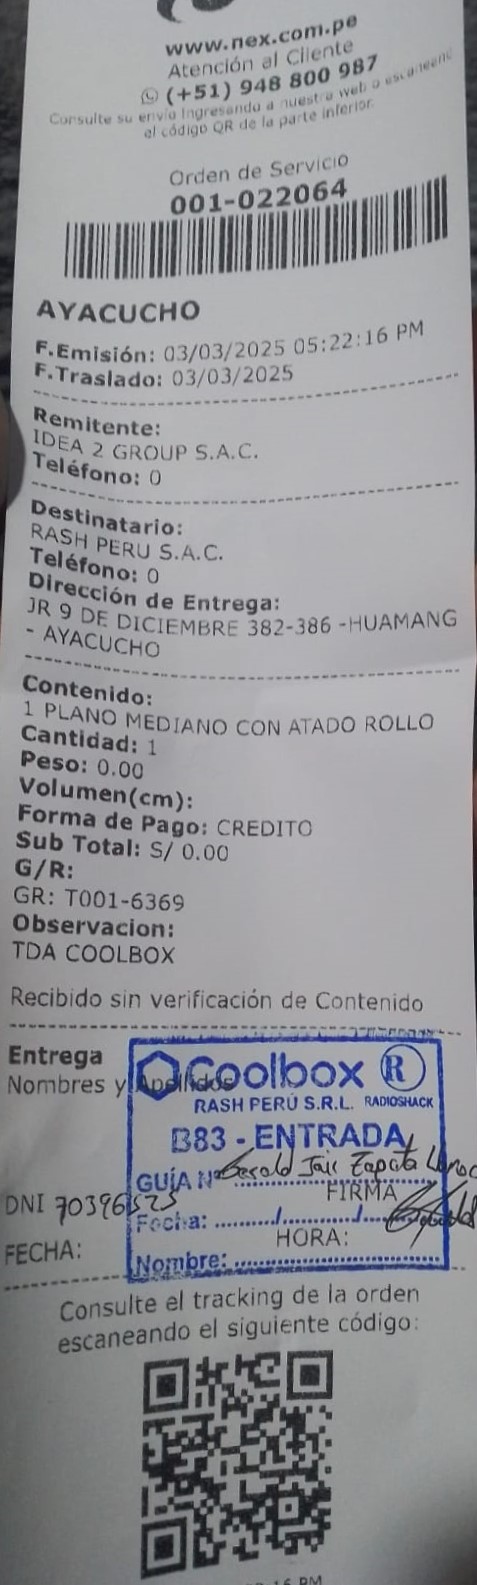 www.nex.com.pe
Atención al Cliente
(+51) 948 800 987
Consulte su envío ingresando a nuestra web o escaneend
el código QR de la parte inferior.
Orden de Servicio
001-022064
AYACUCHO
F.Emisión: 03/03/2025 05:22:16 PM
F.Traslado: 03/03/2025
Remitente:
IDEA 2 GROUP S.A.C.
Teléfono: 0
Destinatario:
RASH PERU S.A.C.
Teléfono: 0
Dirección de Entrega:
JR 9 DE DICIEMBRE 382-386 -HUAMANG
- AYACUCHO
Contenido:
1 PLANO MEDIANO CON ATADO ROLLO
Cantidad: 1
Peso: 0.00
Volumen(cm):
Forma de Pago: CREDITO
Sub Total: S/ 0.00
G/R:
GR: T001-6369
Observacion:
TDA COOLBOX
Recibido sin verificación de Contenido
Entrega
Nombres y Apellidos
Coolbox R
RASH PERÚ S.R.L. RADIOSHACK
B83 - ENTRADA
GUÍA Nº Gerold Jair Zapata
FIRMA
DNI 70396525
Fecha: ......../......../........
FECHA:
HORA:
Nombre: ........................
Consulte el tracking de la orden
escaneando el siguiente código: